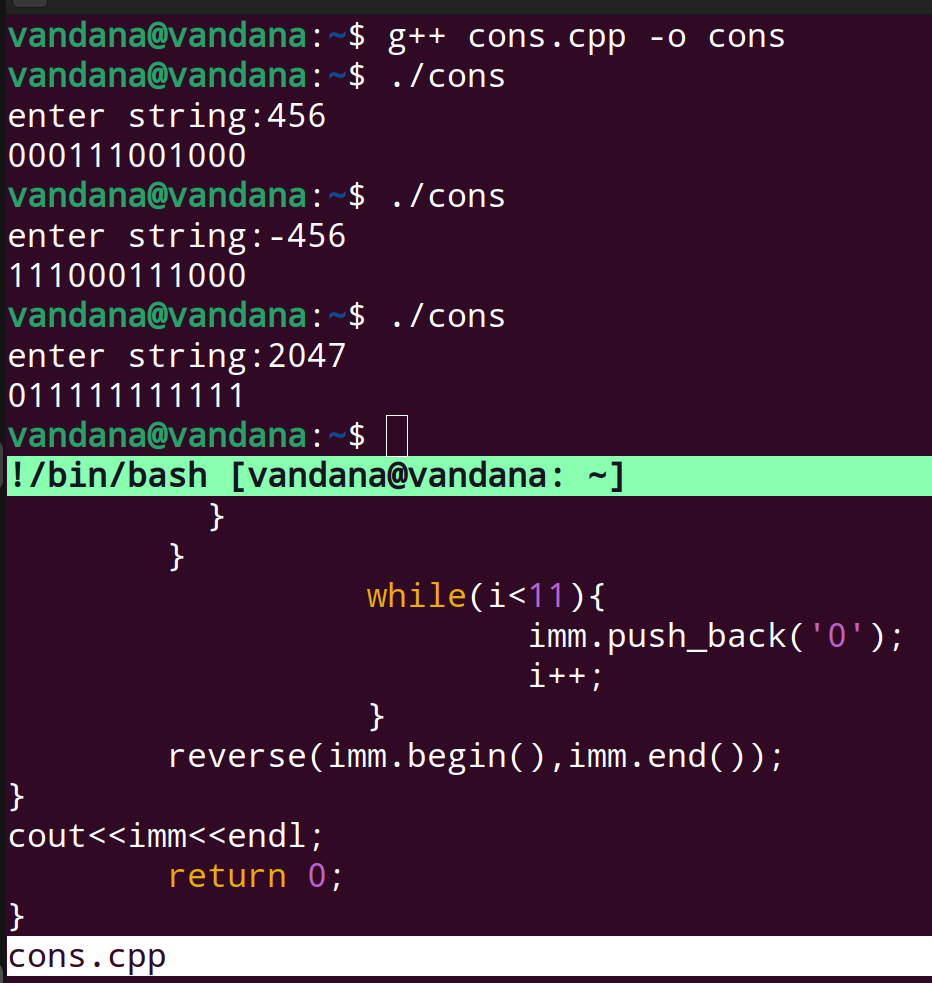 vandana@vandana:~$ g++ cons.cpp -o cons
vandana@vandana:~$ ./cons
enter string:456
000111001000
vandana@vandana:~$ ./cons
enter string:-456
111000111000
vandana@vandana:~$ ./cons
enter string:2047
011111111111
vandana@vandana:~$
!/bin/bash [vandana@vandana: ~]
}
}
while(i<11){
imm.push_back('0');
i++;
}
reverse(imm.begin(),imm.end());
}
cout<<imm<<endl;
return 0;
}
cons.cpp